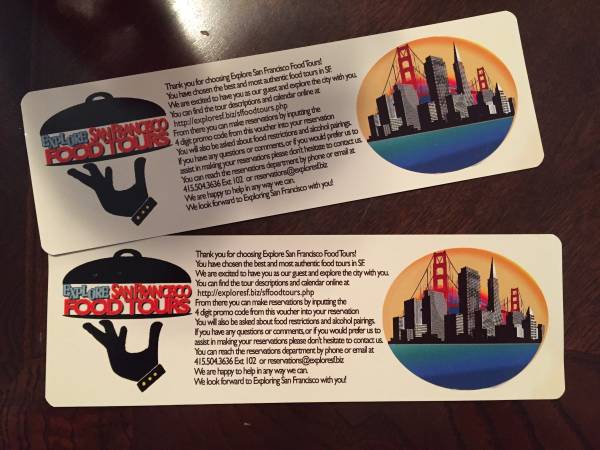 EXPLORE SAN FRANCISCO
FOOD TOURS
Thank you for choosing Explore San Francisco Food Tours!
You have chosen the best and most authentic food tours in SF
We are excited to have you as our guest and explore the city with you.
You can find the tour descriptions and calendar online at
http://exploresf.biz/sffoodtours.php
From there you can make reservations by inputting the
4 digit promo code from this voucher into your reservation
You will also be asked about food restrictions and alcohol pairings.
If you have any questions or comments, or if you would prefer us to
assist in making your reservations please don't hesitate to contact us.
You can reach the reservations department by phone or email at
415.504.3636 Ext 102 or reservations@exploresf.biz
We are happy to help in any way we can.
We look forward to Exploring San Francisco with you!
EXPLORE SAN FRANCISCO
FOOD TOURS
Thank you for choosing Explore San Francisco Food Tours!
You have chosen the best and most authentic food tours in SF
We are excited to have you as our guest and explore the city with you.
You can find the tour descriptions and calendar online at
http://exploresf.biz/sffoodtours.php
From there you can make reservations by inputting the
4 digit promo code from this voucher into your reservation
You will also be asked about food restrictions and alcohol pairings.
If you have any questions or comments, or if you would prefer us to
assist in making your reservations please don't hesitate to contact us.
You can reach the reservations department by phone or email at
415.504.3636 Ext 102 or reservations@exploresf.biz
We are happy to help in any way we can.
We look forward to Exploring San Francisco with you!